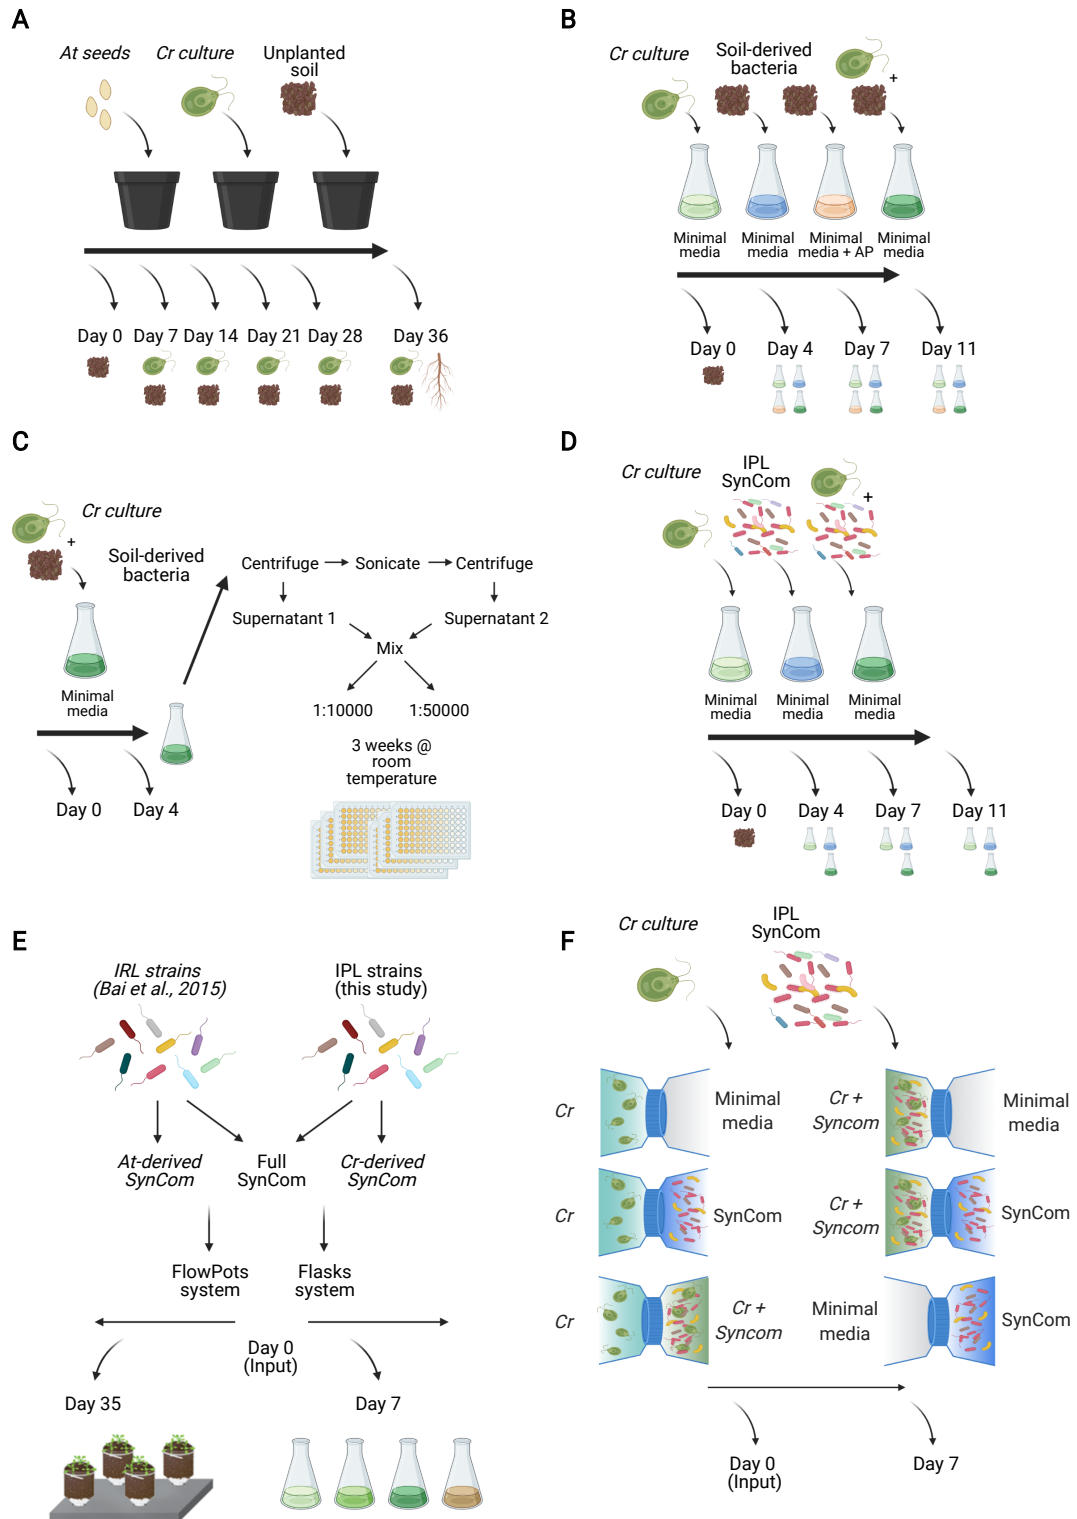 A
At seeds
Cr culture
Unplanted
soil
Day 0
Day 7
Day 14
Day 21
Day 28
Day 36
B
Cr culture
Soil-derived
bacteria
+
Minimal
media
Minimal
media
Minimal
media + AP
Minimal
media
Day 0
Day 4
Day 7
Day 11
C
Cr culture
+
Soil-derived
bacteria
Minimal
media
Day 0
Day 4
Centrifuge
Sonicate
Centrifuge
Supernatant 1
Supernatant 2
Mix
1:10000
1:50000
3 weeks @
room
temperature
D
Cr culture
IPL
SynCom
+
Minimal
media
Minimal
media
Minimal
media
Day 0
Day 4
Day 7
Day 11
E
IRL strains
(Bai et al., 2015)
IPL strains
(this study)
At-derived
SynCom
Full
SynCom
Cr-derived
SynCom
FlowPots
system
Flasks
system
Day 0
(Input)
Day 35
Day 7
F
Cr culture
IPL
SynCom
Cr
Minimal
media
Cr +
Syncom
Minimal
media
Cr
SynCom
Cr +
Syncom
SynCom
Cr
Cr +
Syncom
Minimal
media
SynCom
Day 0
(Input)
Day 7